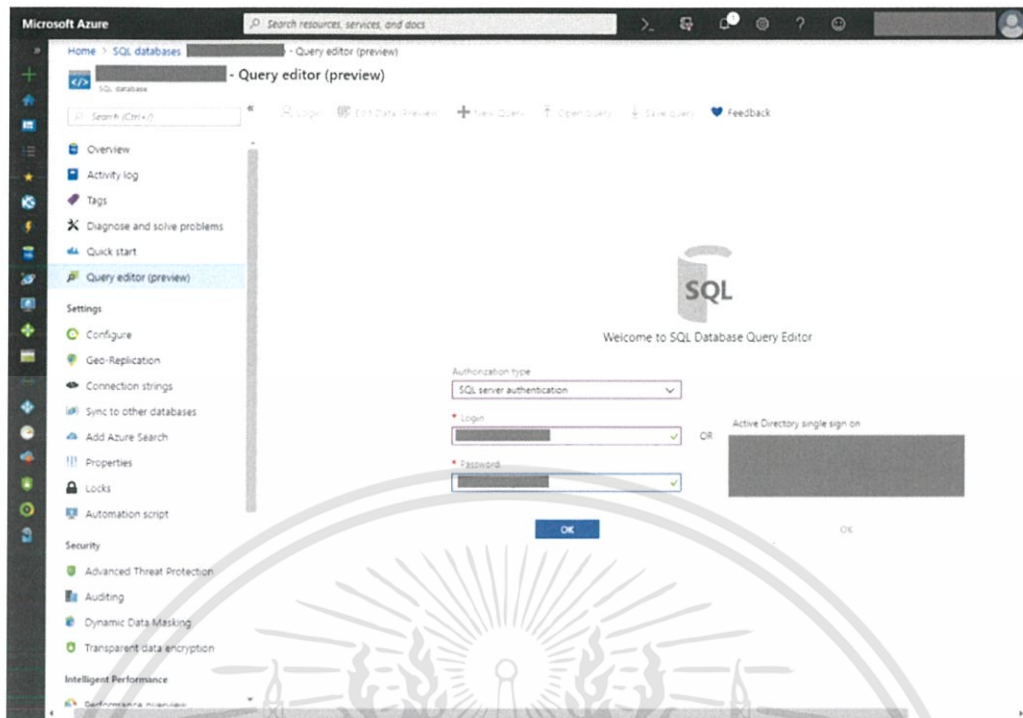 Microsoft Azure
Search resources, services, and docs
Home > SQL databases - Query editor (preview)
- Query editor (preview)
SQL database
Search (Ctrl+/)
Login
Edit Data (Preview)
New Query
Open query
Save query
Feedback
Overview
Activity log
Tags
Diagnose and solve problems
Quick start
Query editor (preview)
Settings
Configure
Geo-Replication
Connection strings
Sync to other databases
Add Azure Search
Properties
Locks
Automation script
Security
Advanced Threat Protection
Auditing
Dynamic Data Masking
Transparent data encryption
Intelligent Performance
Performance overview
SQL
Welcome to SQL Database Query Editor
Authorization type
SQL server authentication
* Login
* Password
OK
OR
Active Directory single sign on
OK